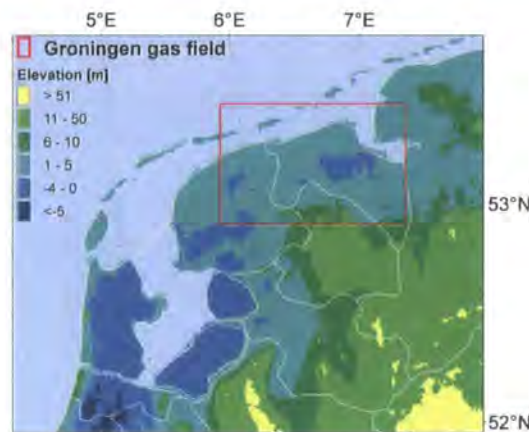 5°E 6°E 7°E
Groningen gas field
Elevation [m]
> 51
11 - 50
6 - 10
1 - 5
-4 - 0
<-5
53°N
52°N